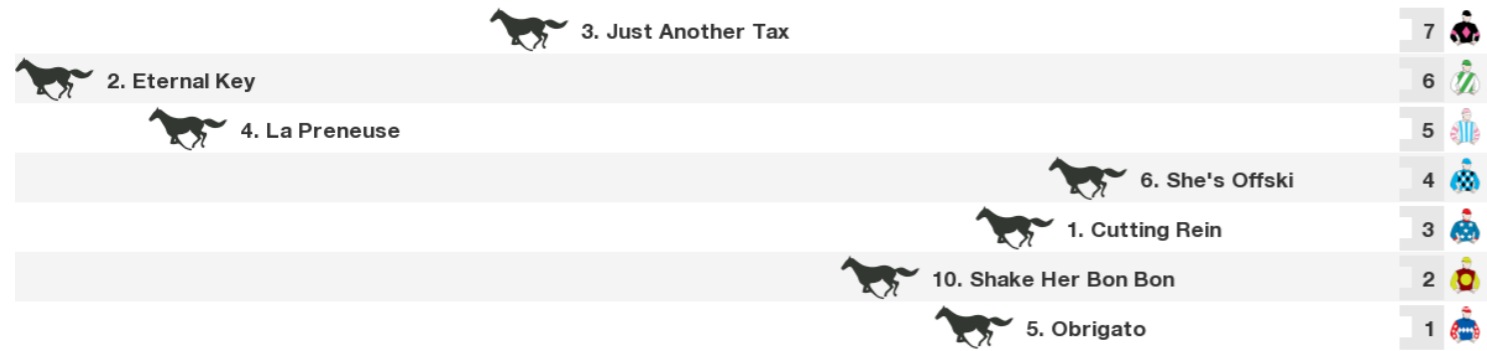 3. Just Another Tax 7
2. Eternal Key 6
4. La Preneuse 5
6. She's Offski 4
1. Cutting Rein 3
10. Shake Her Bon Bon 2
5. Obrigato 1